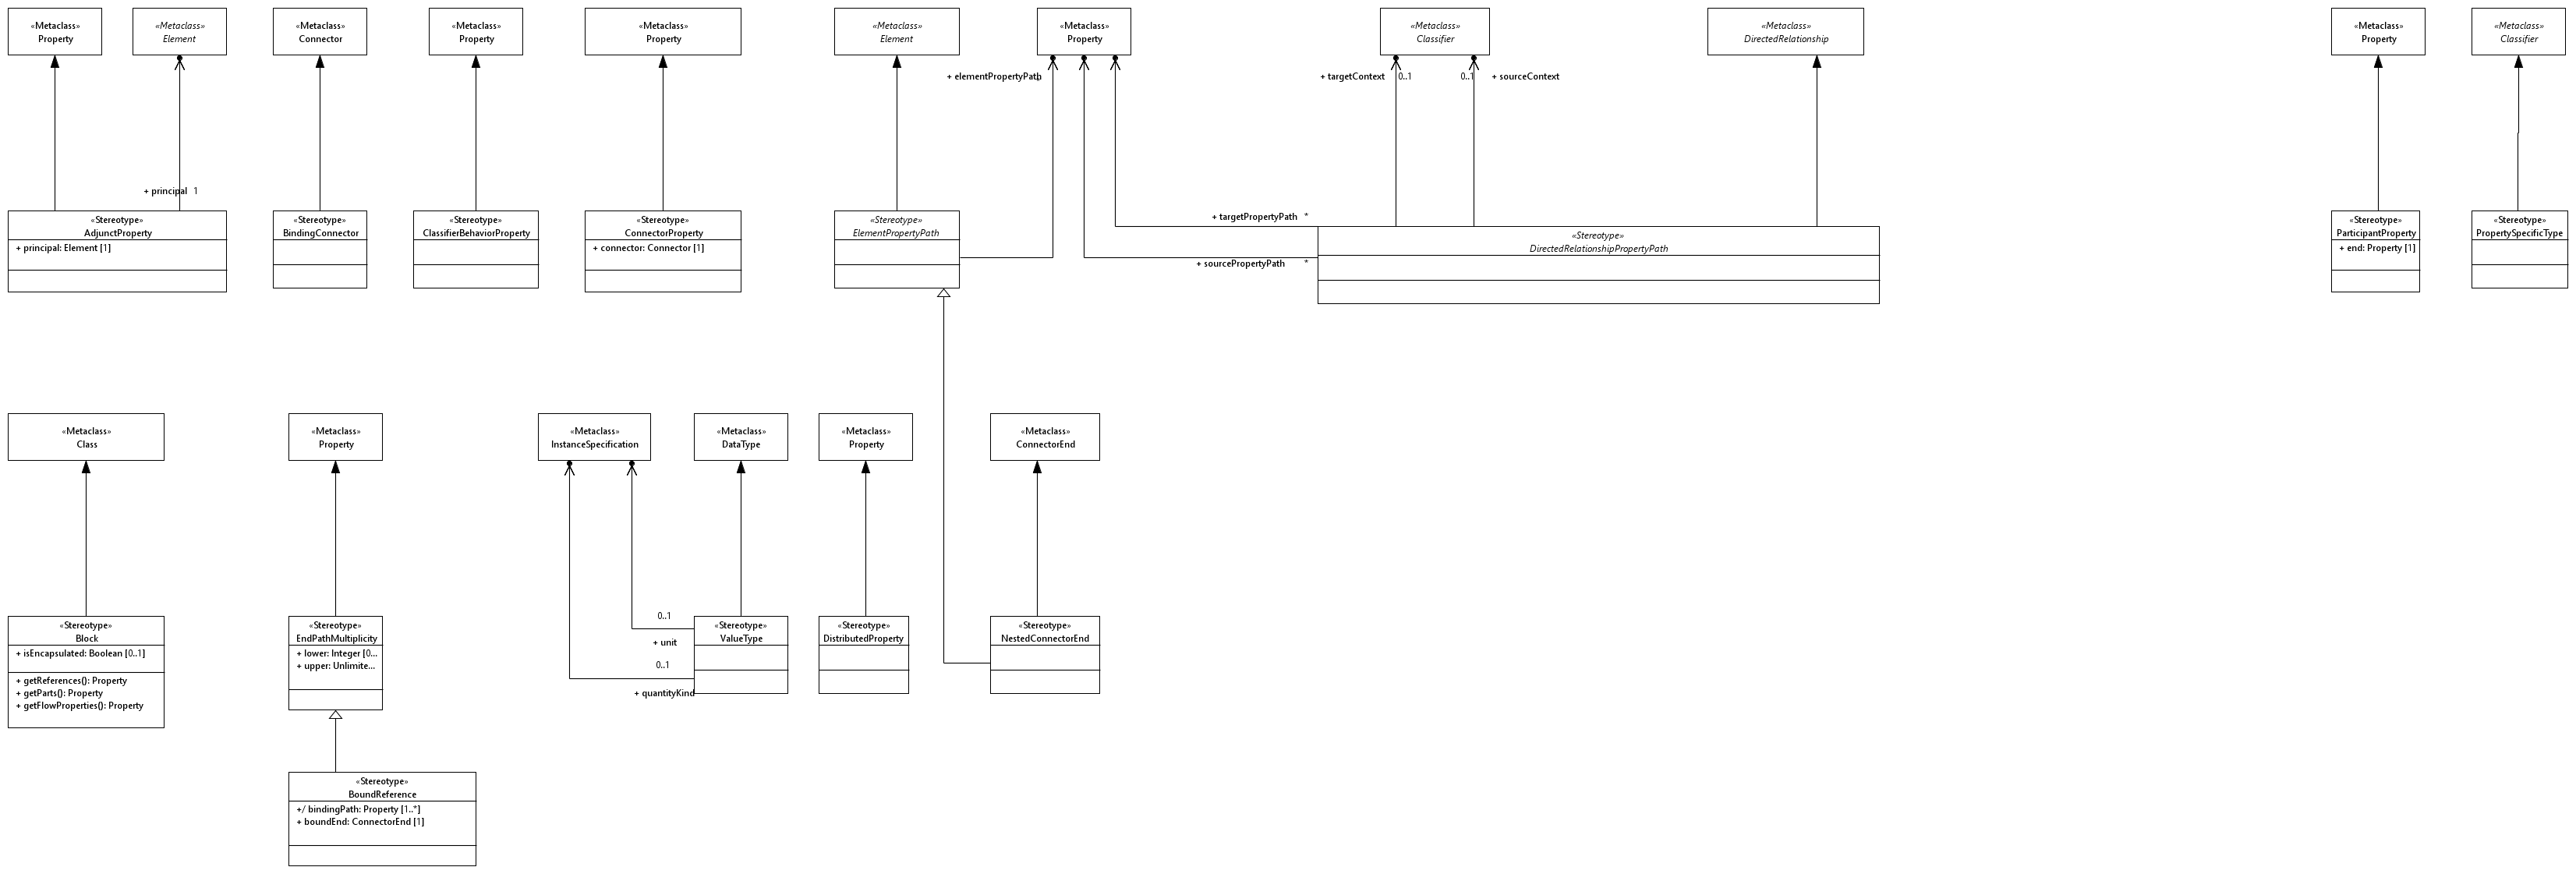 «Metaclass»
Property
«Metaclass»
Element
«Metaclass»
Connector
«Metaclass»
Property
«Metaclass»
Property
«Metaclass»
Element
«Metaclass»
Property
«Metaclass»
Classifier
«Metaclass»
DirectedRelationship
«Metaclass»
Property
«Metaclass»
Classifier
+ elementPropertyPath
+ targetContext
0..1
0..1
+ sourceContext
+ principal
1
«Stereotype»
AdjunctProperty
+ principal: Element [1]
«Stereotype»
BindingConnector
«Stereotype»
ClassifierBehaviorProperty
«Stereotype»
ConnectorProperty
+ connector: Connector [1]
«Stereotype»
ElementPropertyPath
+ targetPropertyPath
*
+ sourcePropertyPath
*
«Stereotype»
DirectedRelationshipPropertyPath
«Stereotype»
ParticipantProperty
+ end: Property [1]
«Stereotype»
PropertySpecificType
«Metaclass»
Class
«Metaclass»
Property
«Metaclass»
InstanceSpecification
«Metaclass»
DataType
«Metaclass»
Property
«Metaclass»
ConnectorEnd
«Stereotype»
Block
+ isEncapsulated: Boolean [0..1]
+ getReferences(): Property
+ getParts(): Property
+ getFlowProperties(): Property
«Stereotype»
EndPathMultiplicity
+ lower: Integer [0...
+ upper: Unlimite...
0..1
+ unit
0..1
+ quantityKind
«Stereotype»
ValueType
«Stereotype»
DistributedProperty
«Stereotype»
NestedConnectorEnd
«Stereotype»
BoundReference
+/ bindingPath: Property [1..*]
+ boundEnd: ConnectorEnd [1]